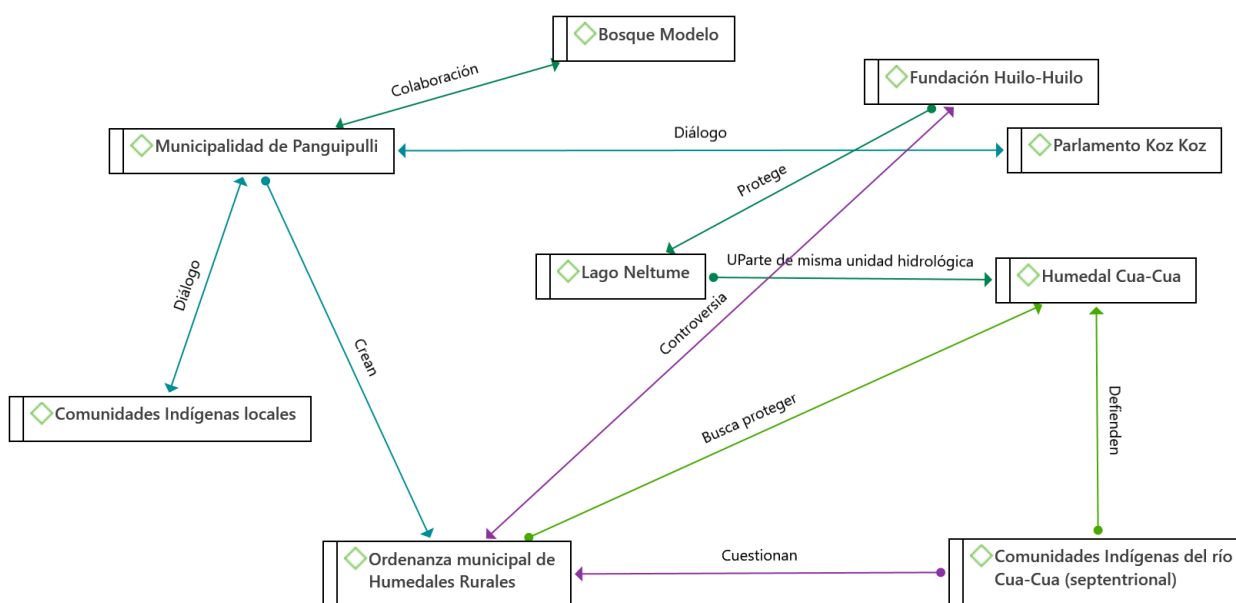 Bosque Modelo
Colaboración
Fundación Huilo-Huilo
Municipalidad de Panguipulli
Diálogo
Parlamento Koz Koz
Protege
Lago Neltume
UParte de misma unidad hidrológica
Humedal Cua-Cua
Diálogo
Controversia
Crean
Comunidades Indígenas locales
Busca proteger
Defienden
Ordenanza municipal de
Humedales Rurales
Cuestionan
Comunidades Indígenas del río
Cua-Cua (septentrional)